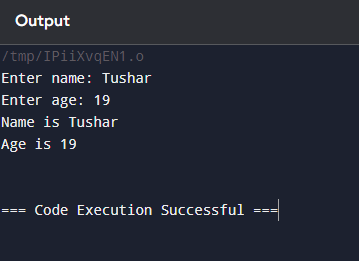 Output
/tmp/IPiiXvqEN1.o
Enter name: Tushar
Enter age: 19
Name is Tushar
Age is 19
=== Code Execution Successful ===